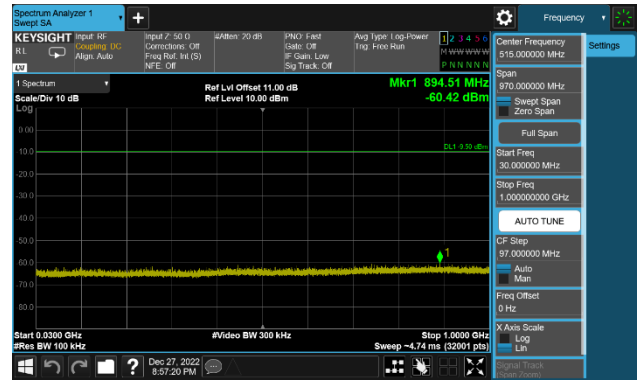 Spectrum Analyzer 1
Swept SA
Frequency
KEYSIGHT
RL
LXI
Input: RF
Coupling: DC
Align: Auto
Input Z: 50 Ω
Corrections: Off
Freq Ref: Int (S)
NFE: Off
#Atten: 20 dB
PNO: Fast
Gate: Off
IF Gain: Low
Sig Track: Off
Avg Type: Log-Power
Trig: Free Run
1 2 3 4 5 6
M W W W W W
P N N N N N
Center Frequency
515.000000 MHz
Settings
1 Spectrum
Scale/Div 10 dB
Log
Ref Lvl Offset 11.00 dB
Ref Level 10.00 dBm
Mkr1 894.51 MHz
-60.42 dBm
Span
970.000000 MHz
Swept Span
Zero Span
Full Span
Start Freq
30.000000 MHz
Stop Freq
1.000000000 GHz
AUTO TUNE
CF Step
97.000000 MHz
Auto
Man
Freq Offset
0 Hz
X Axis Scale
Log
Lin
Signal Track
(Span Zoom)
0.00
-10.0
-20.0
-30.0
-40.0
-50.0
-60.0
-70.0
-80.0
1
Start 0.0300 GHz
#Res BW 100 kHz
#Video BW 300 kHz
Stop 1.0000 GHz
Sweep ~4.74 ms (32001 pts)
?
Dec 27, 2022
8:57:20 PM